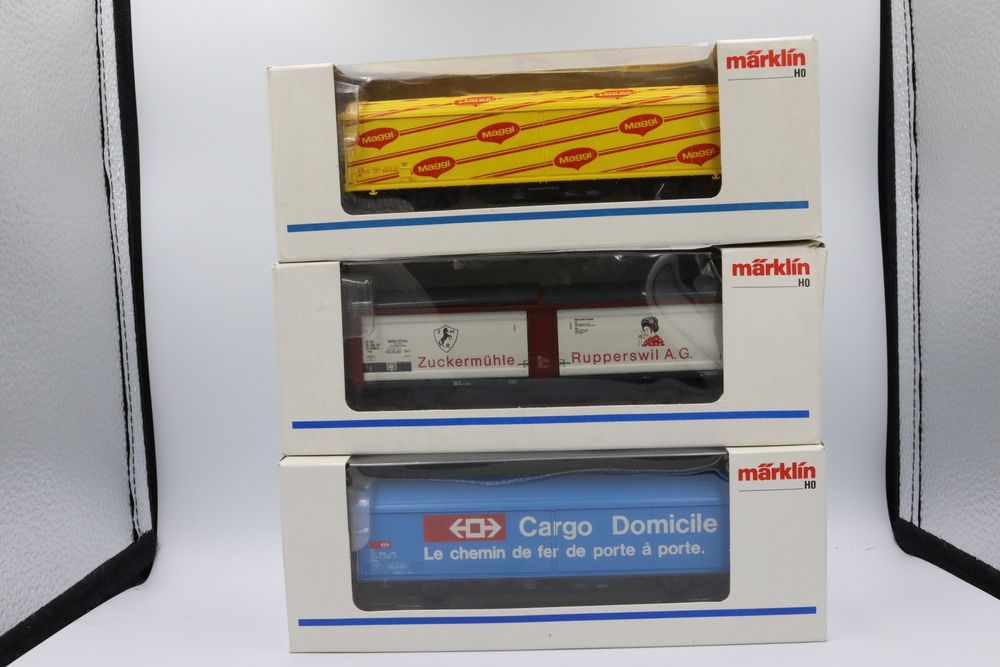 märklin
HO
Maggi Maggi Maggi
Maggi Maggi Maggi
märklin
HO
Z M
R
Zuckermühle Rupperswil A.G.
märklin
HO
Cargo Domicile
Le chemin de fer de porte à porte.